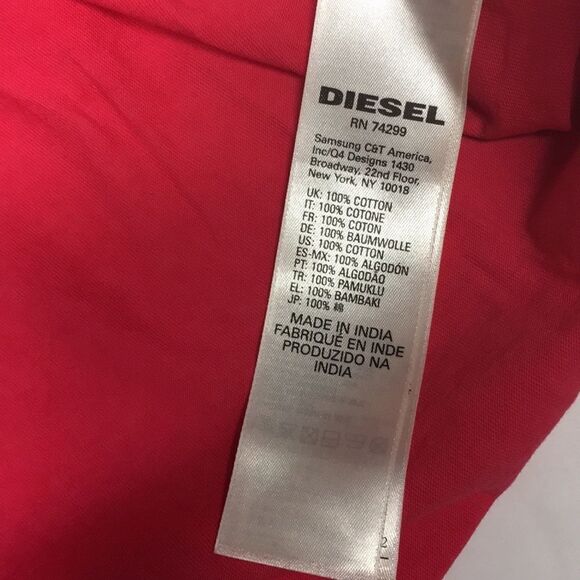 DIESEL
RN 74299
Samsung C&T America,
Inc/Q4 Designs 1430
Broadway, 22nd Floor,
New York, NY 10018
UK: 100% COTTON
IT: 100% COTONE
FR: 100% COTON
DE: 100% BAUMWOLLE
US: 100% COTTON
ES-MX: 100% ALGODÓN
PT: 100% ALGODÃO
TR: 100% PAMUKLU
EL: 100% BAMBAKI
JP: 100% 綿
MADE IN INDIA
FABRIQUÉ EN INDE
PRODUZIDO NA
INDIA